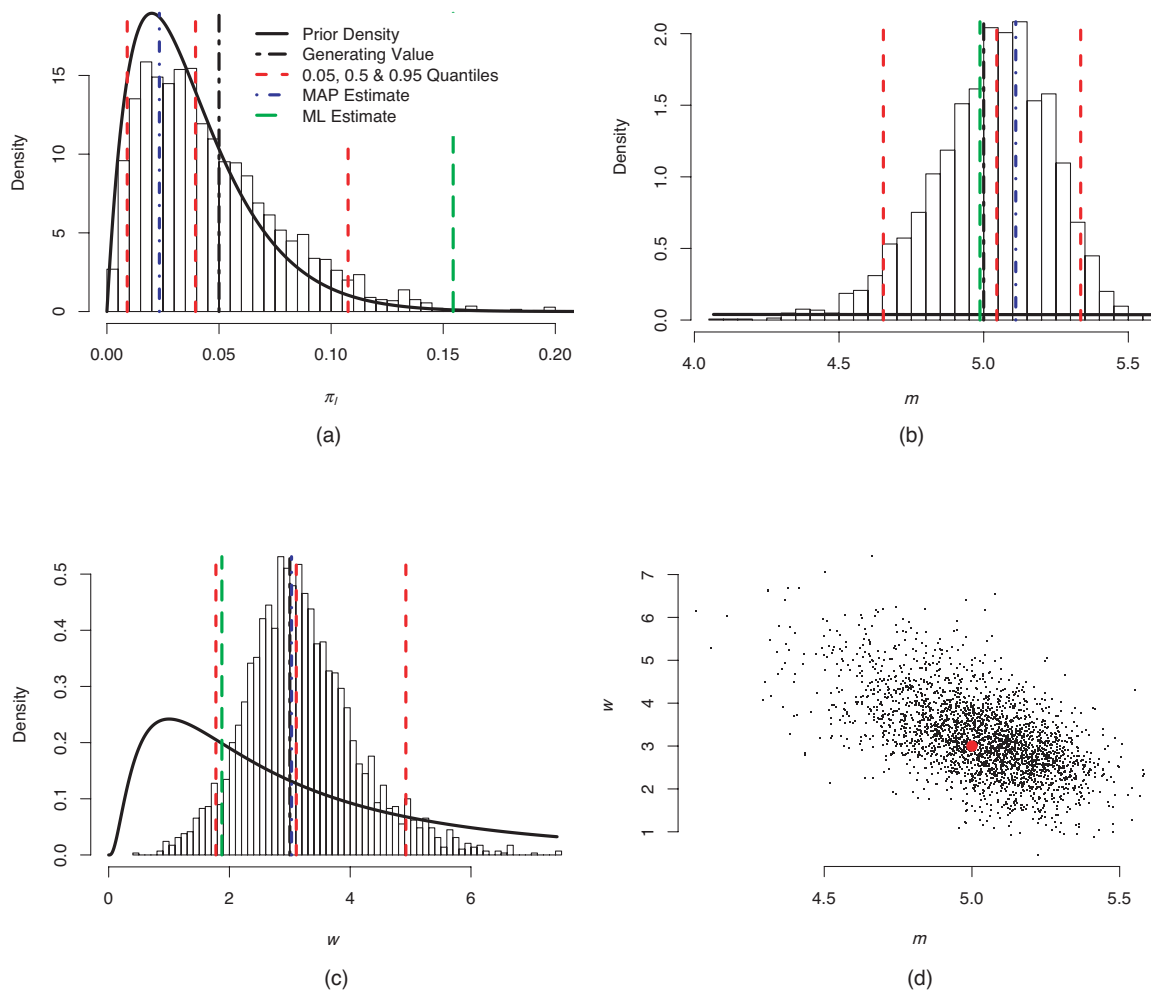 Prior Density
Generating Value
0.05, 0.5 & 0.95 Quantiles
MAP Estimate
ML Estimate
Density
0
5
10
15
0.00 0.05 0.10 0.15 0.20
π_l
(a)
Density
0.0
0.5
1.0
1.5
2.0
4.0 4.5 5.0 5.5
m
(b)
Density
0.0
0.1
0.2
0.3
0.4
0.5
0 2 4 6
w
(c)
w
1
2
3
4
5
6
7
4.5 5.0 5.5
m
(d)